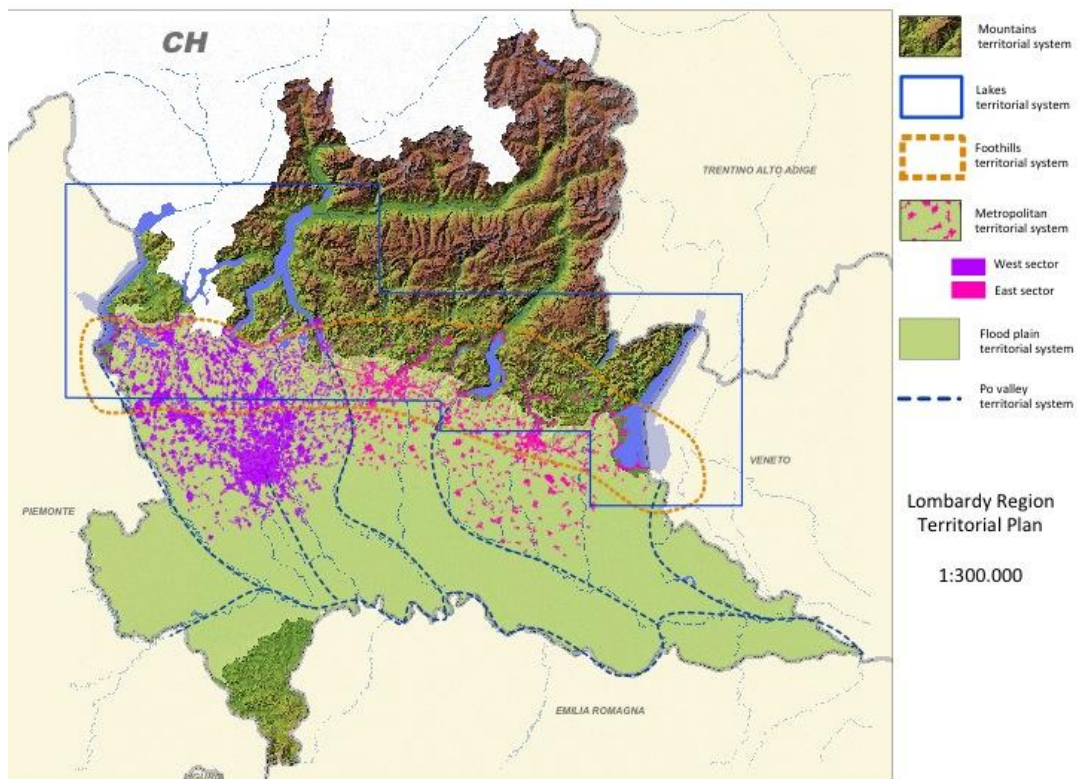 CH
TRENTINO ALTO ADIGE
VENETO
PIEMONTE
EMILIA ROMAGNA
LIGURIA
Mountains
territorial system
Lakes
territorial system
Foothills
territorial system
Metropolitan
territorial system
West sector
East sector
Flood plain
territorial system
Po valley
territorial system
Lombardy Region
Territorial Plan
1:300.000